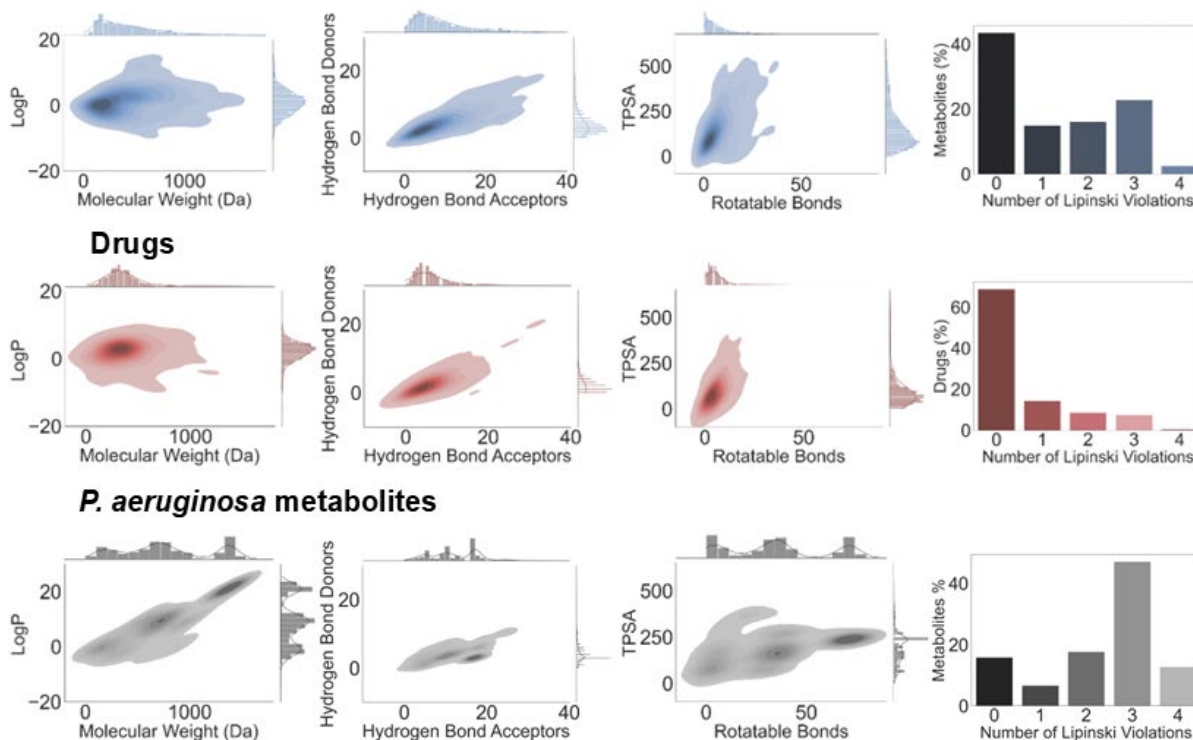 20
0
−20
LogP
0
1000
Molecular Weight (Da)
20
0
Hydrogen Bond Donors
0
20
40
Hydrogen Bond Acceptors
500
250
0
TPSA
0
50
Rotatable Bonds
40
20
0
Metabolites (%)
0 1 2 3 4
Number of Lipinski Violations
Drugs
20
0
−20
LogP
0
1000
Molecular Weight (Da)
20
0
Hydrogen Bond Donors
0
20
40
Hydrogen Bond Acceptors
500
250
0
TPSA
0
50
Rotatable Bonds
60
40
20
0
Drugs (%)
0 1 2 3 4
Number of Lipinski Violations
P. aeruginosa metabolites
20
0
−20
LogP
0
1000
Molecular Weight (Da)
20
0
Hydrogen Bond Donors
0
20
40
Hydrogen Bond Acceptors
500
250
0
TPSA
0
50
Rotatable Bonds
40
20
0
Metabolites %
0 1 2 3 4
Number of Lipinski Violations